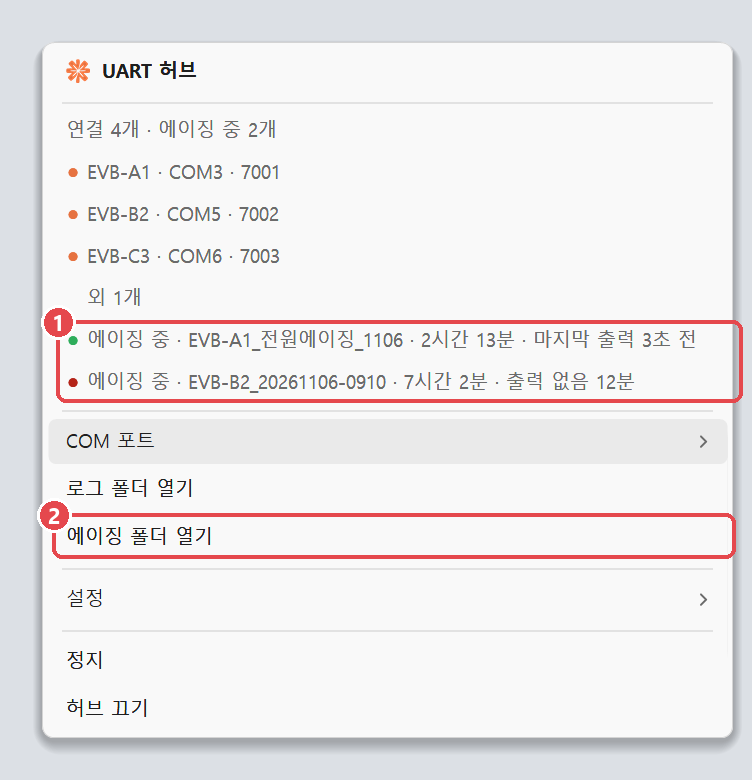 UART 허브
연결 4개 · 에이징 중 2개
EVB-A1 · COM3 · 7001
EVB-B2 · COM5 · 7002
EVB-C3 · COM6 · 7003
외 1개
1
에이징 중 · EVB-A1_전원에이징_1106 · 2시간 13분 · 마지막 출력 3초 전
에이징 중 · EVB-B2_20261106-0910 · 7시간 2분 · 출력 없음 12분
COM 포트
로그 폴더 열기
2
에이징 폴더 열기
설정
정지
허브 끄기